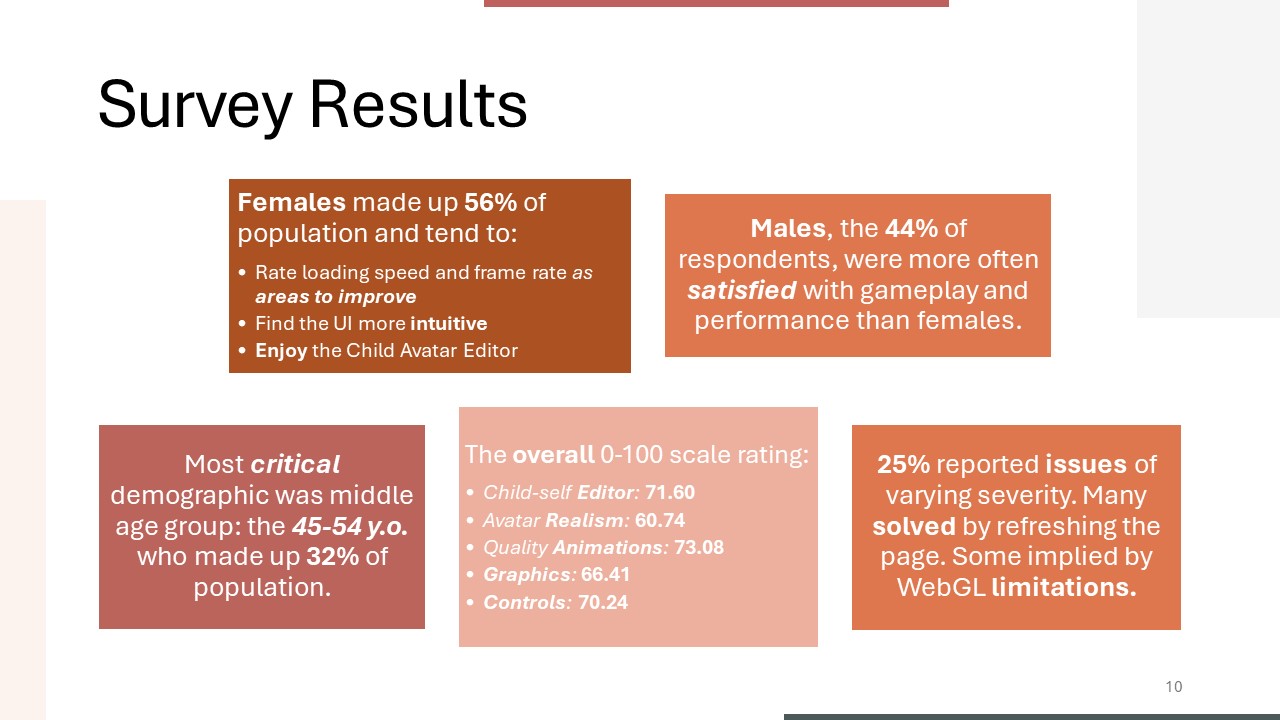 Survey Results
Females made up 56% of
population and tend to:
• Rate loading speed and frame rate as
areas to improve
• Find the UI more intuitive
• Enjoy the Child Avatar Editor
Males, the 44% of
respondents, were more often
satisfied with gameplay and
performance than females.
Most critical
demographic was middle
age group: the 45-54 y.o.
who made up 32% of
population.
The overall 0-100 scale rating:
• Child-self Editor: 71.60
• Avatar Realism: 60.74
• Quality Animations: 73.08
• Graphics: 66.41
• Controls: 70.24
25% reported issues of
varying severity. Many
solved by refreshing the
page. Some implied by
WebGL limitations.
10